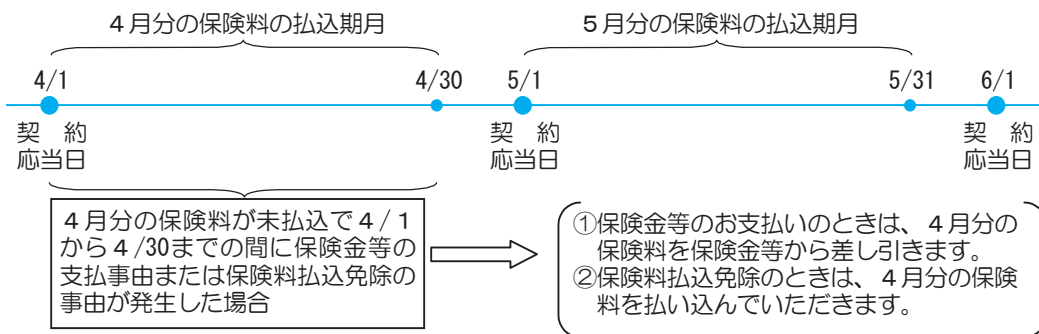 ４月分の保険料の払込期月
５月分の保険料の払込期月
4/1
4/30
5/1
5/31
6/1
契　約
応当日
契　約
応当日
契　約
応当日
４月分の保険料が未払込で４/１
から４/30までの間に保険金等の
支払事由または保険料払込免除の
事由が発生した場合
①保険金等のお支払いのときは、４月分の
保険料を保険金等から差し引きます。
②保険料払込免除のときは、４月分の保険
料を払い込んでいただきます。